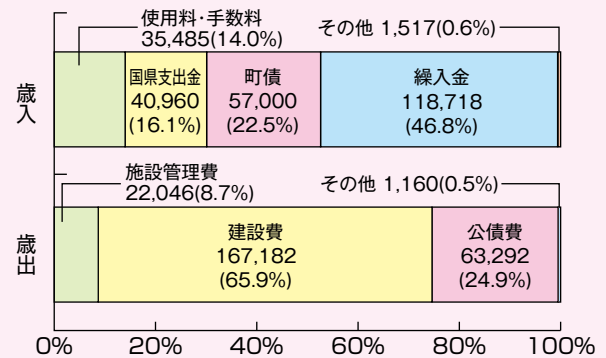 使用料・手数料
35,485(14.0%)
その他 1,517(0.6%)
歳入
国県支出金
40,960
(16.1%)
町債
57,000
(22.5%)
繰入金
118,718
(46.8%)
施設管理費
22,046(8.7%)
その他 1,160(0.5%)
歳出
建設費
167,182
(65.9%)
公債費
63,292
(24.9%)
0% 20% 40% 60% 80% 100%